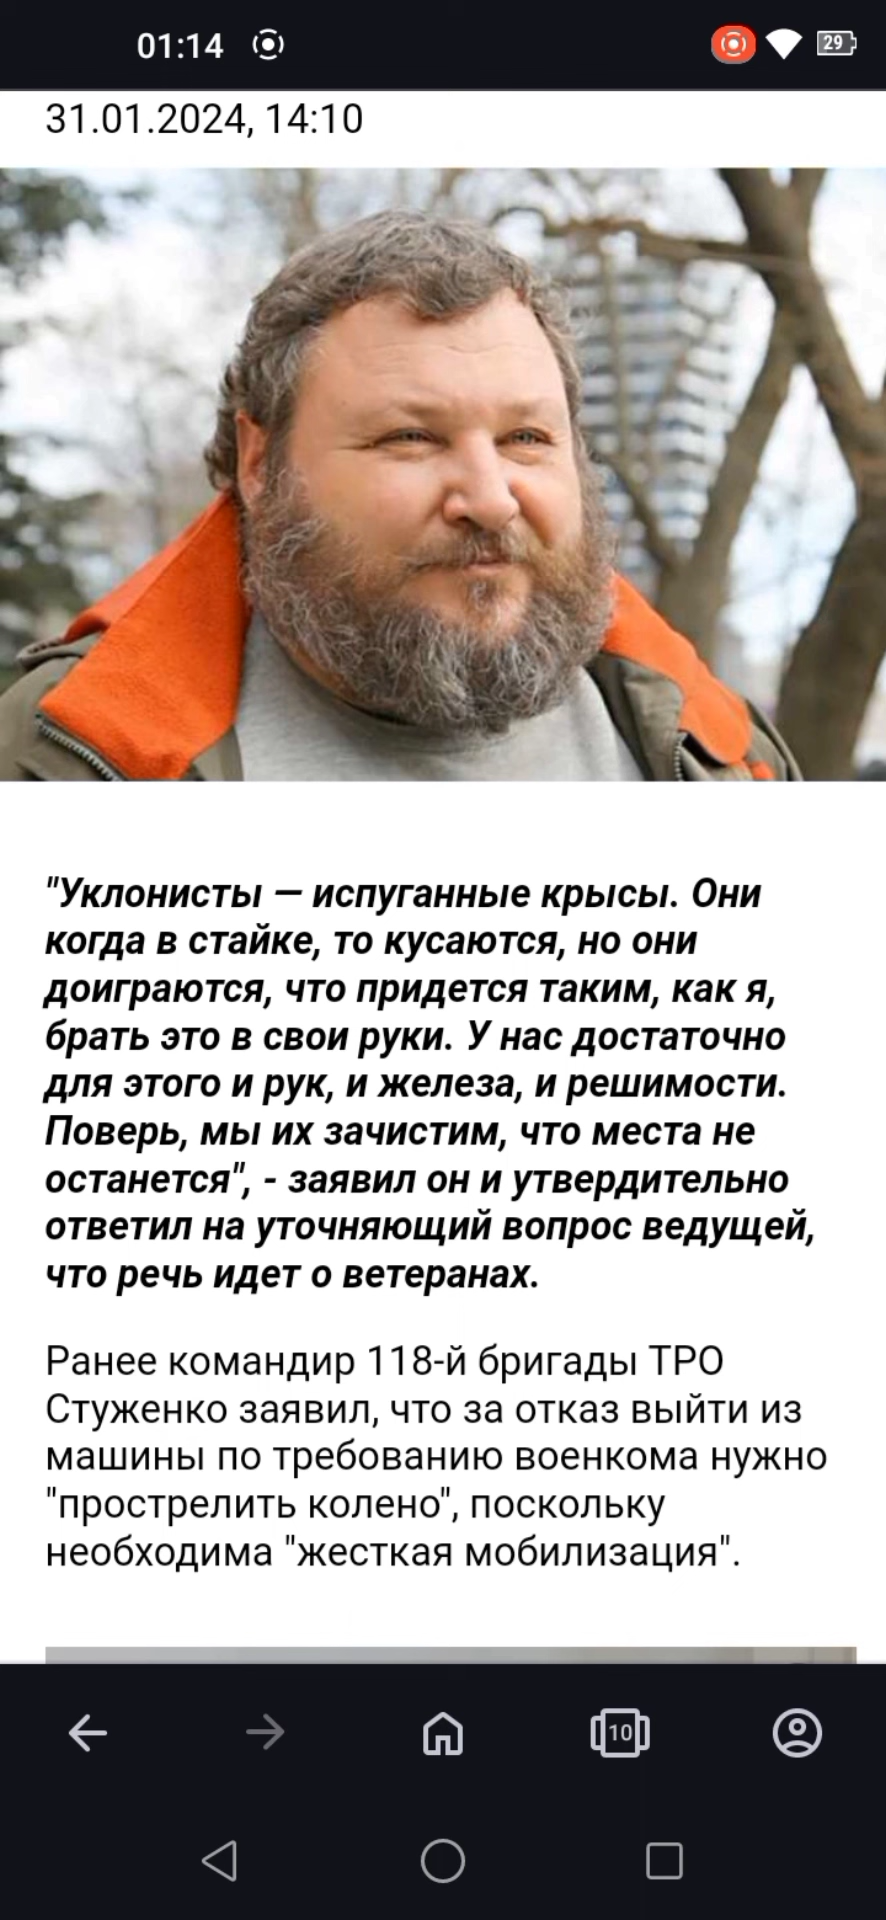 01:14
29
31.01.2024, 14:10
"Уклонисты — испуганные крысы. Они
когда в стайке, то кусаются, но они
доиграются, что придется таким, как я,
брать это в свои руки. У нас достаточно
для этого и рук, и железа, и решимости.
Поверь, мы их зачистим, что места не
останется", - заявил он и утвердительно
ответил на уточняющий вопрос ведущей,
что речь идет о ветеранах.
Ранее командир 118-й бригады ТРО
Стуженко заявил, что за отказ выйти из
машины по требованию военкома нужно
"прострелить колено", поскольку
необходима "жесткая мобилизация".
10